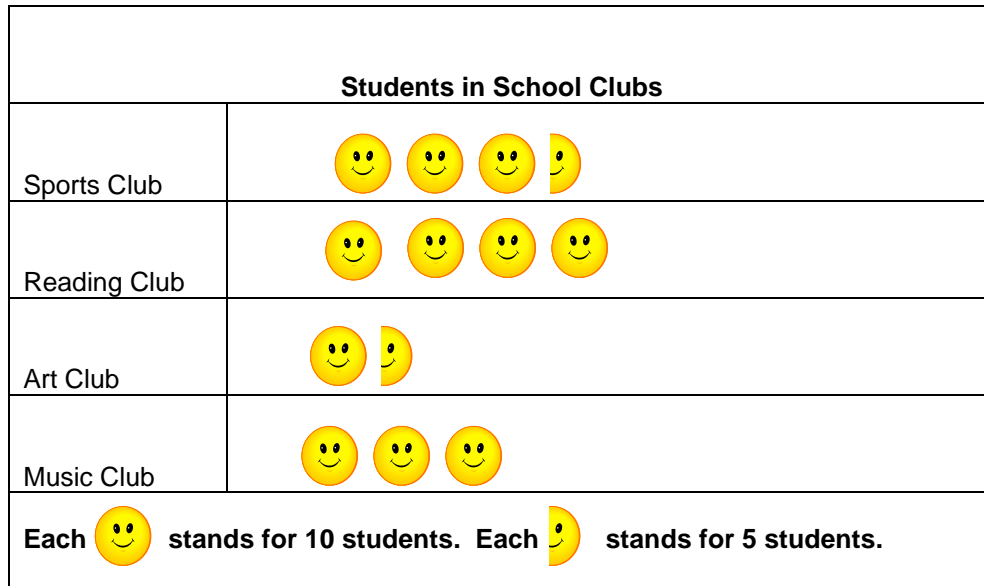 Students in School Clubs
Sports Club
Reading Club
Art Club
Music Club
Each stands for 10 students. Each stands for 5 students.